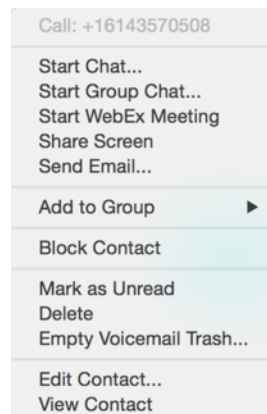 Call: +16143570508
Start Chat...
Start Group Chat...
Start WebEx Meeting
Share Screen
Send Email...
Add to Group
Block Contact
Mark as Unread
Delete
Empty Voicemail Trash...
Edit Contact...
View Contact